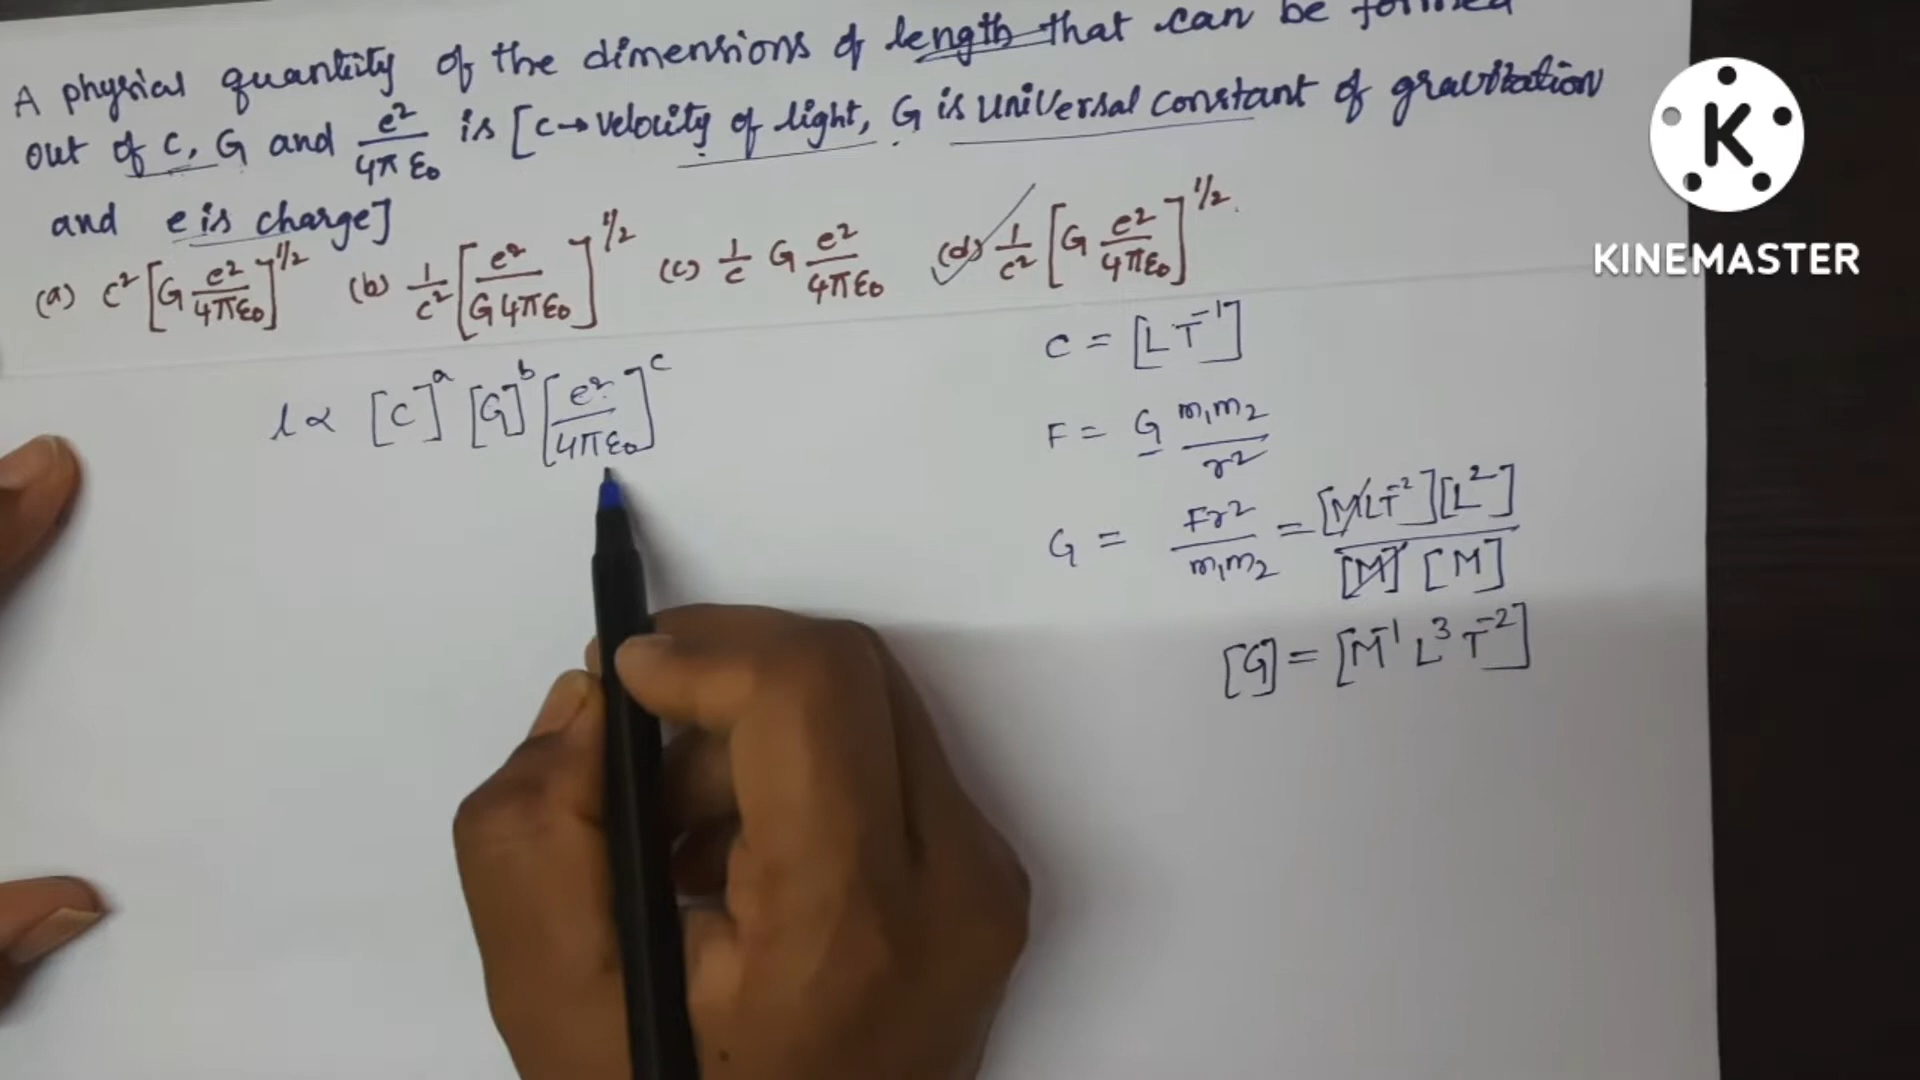 A physical quantity of the dimensions of length that can be formed
out of c, G and e²/4πε₀ is [c→velocity of light, G is universal constant of gravitation
and e is charge]
(a) c² [G e²/4πε₀]^1/2 (b) 1/c² [e²/G 4πε₀]^1/2 (c) 1/c G e²/4πε₀ (d) 1/c² [G e²/4πε₀]^1/2
l ∝ [C]^a [G]^b [e²/4πε₀]^c
C = [L T⁻¹]
F = G m₁m₂/r²
G = Fr²/m₁m₂ = [MLT⁻²][L²]/[M] [M]
[G] = [M⁻¹ L³ T⁻²]
K
KINEMASTER